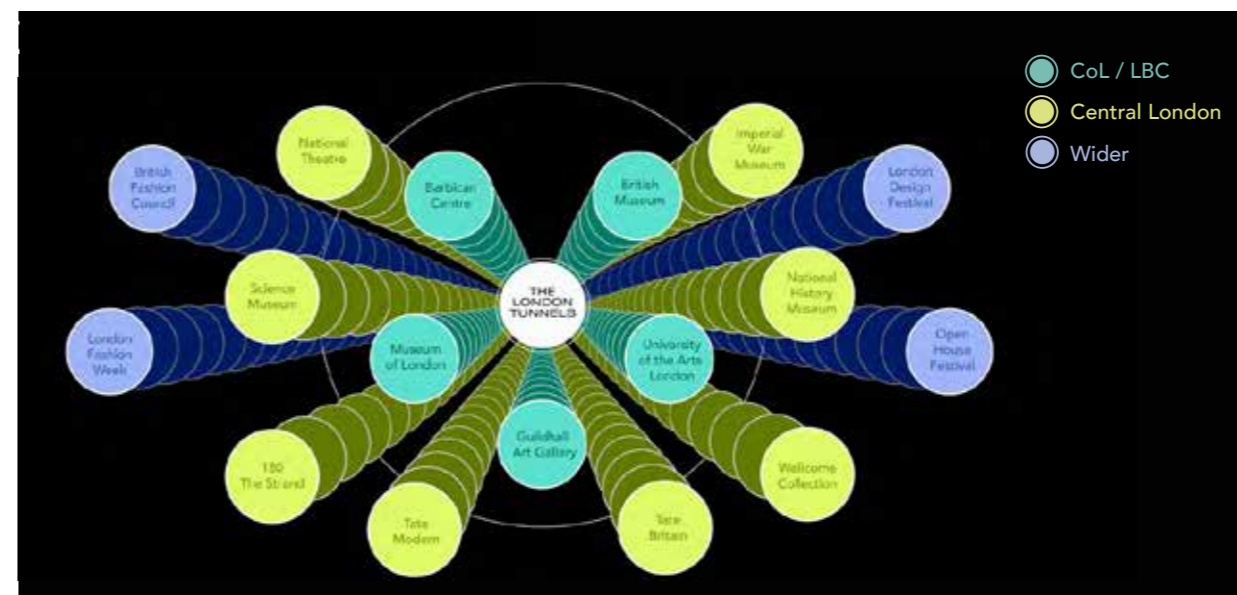 CoL / LBC
Central London
Wider
National
Theatre
Imperial
War
Museum
British
Fashion
Council
Barbican
Centre
British
Museum
London
Design
Festival
Science
Museum
THE
LONDON
TUNNELS
National
History
Museum
London
Fashion
Week
Museum
of London
University
of the Arts
London
Open
House
Festival
Guildhall
Art Gallery
180
The Strand
Wellcome
Collection
Tate
Modern
Tate
Britain